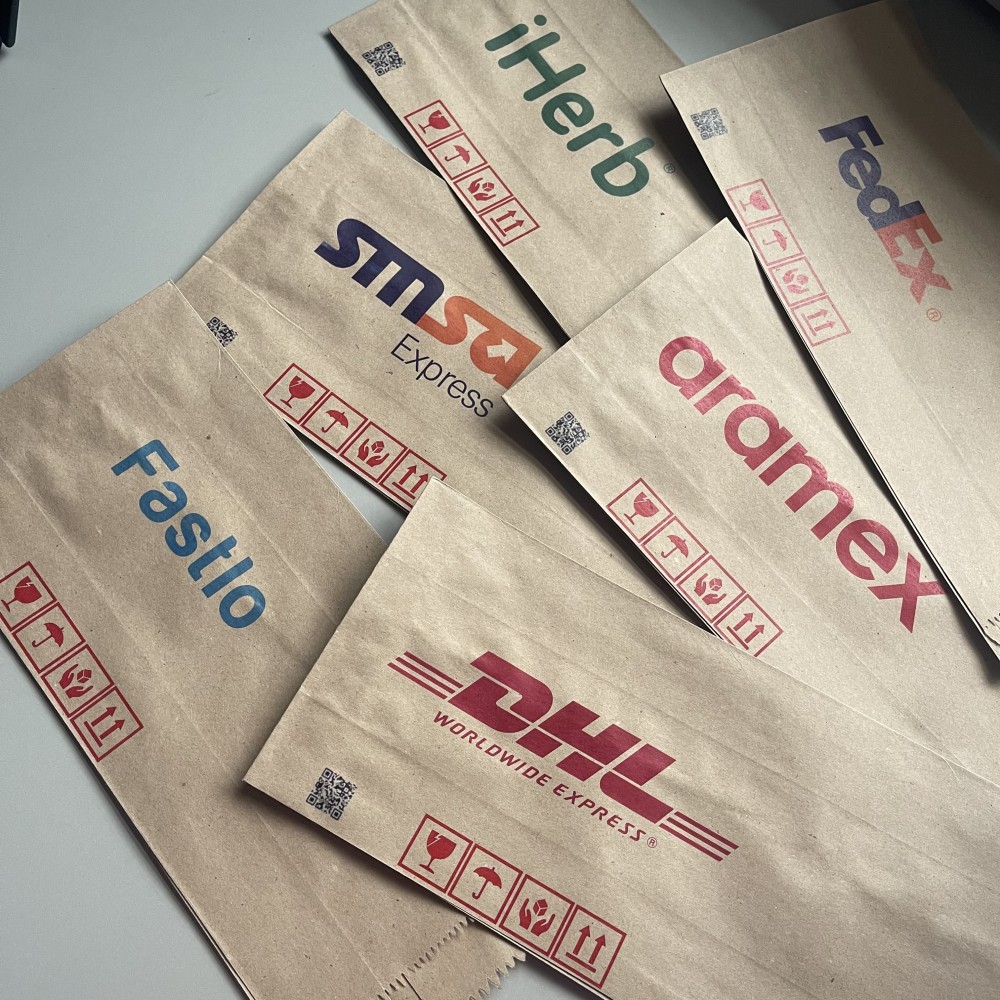 iHerb®
FedEx®
smsa
Express
aramex
Fastlo
DHL
WORLDWIDE EXPRESS®